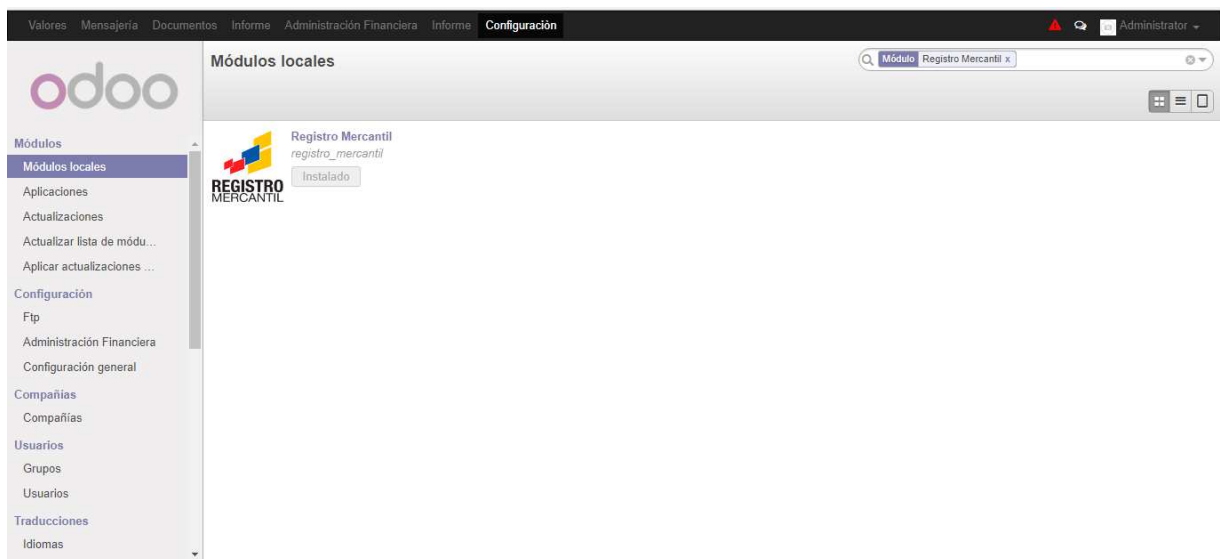 Valores Mensajería Documentos Informe Administración Financiera Informe Configuración Administrator
odoo
Módulos locales
Módulo Registro Mercantil x
Módulos
Módulos locales
Aplicaciones
Actualizaciones
Actualizar lista de módu...
Aplicar actualizaciones ...
Configuración
Ftp
Administración Financiera
Configuración general
Compañías
Compañías
Usuarios
Grupos
Usuarios
Traducciones
Idiomas
REGISTRO
MERCANTIL
Registro Mercantil
registro_mercantil
Instalado